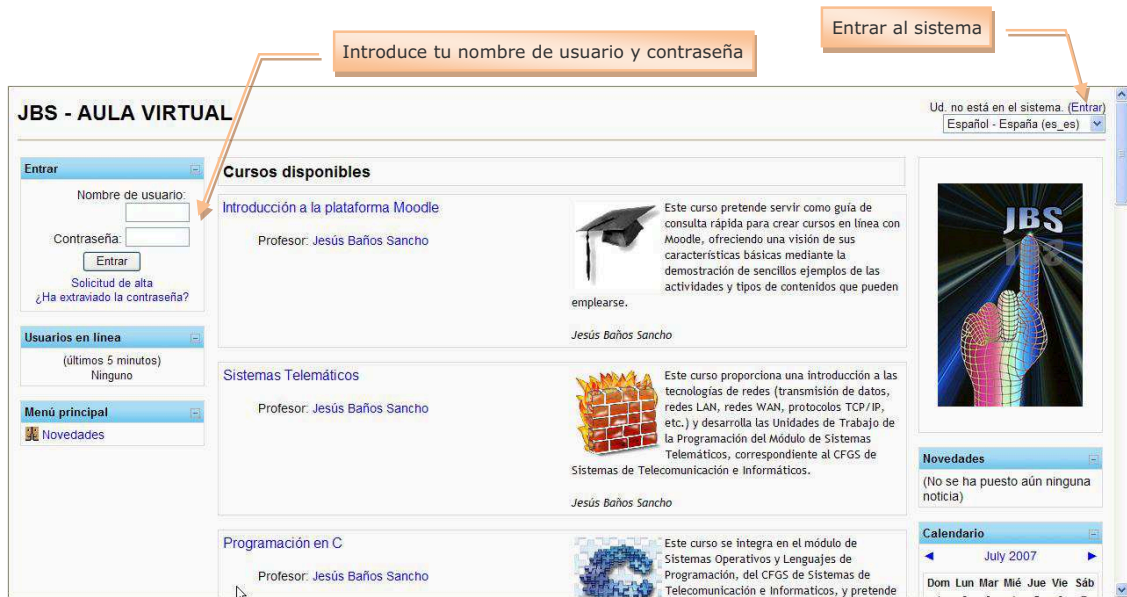 Introduce tu nombre de usuario y contraseña
Entrar al sistema
JBS - AULA VIRTUAL
Ud. no está en el sistema. (Entrar)
Español - España (es_es)
Entrar
Nombre de usuario:
Contraseña:
Entrar
Solicitud de alta
¿Ha extraviado la contraseña?
Usuarios en línea
(últimos 5 minutos)
Ninguno
Menú principal
Novedades
Cursos disponibles
Introducción a la plataforma Moodle
Profesor: Jesús Baños Sancho
Este curso pretende servir como guía de
consulta rápida para crear cursos en línea con
Moodle, ofreciendo una visión de sus
características básicas mediante la
demostración de sencillos ejemplos de las
actividades y tipos de contenidos que pueden
emplearse.
Jesús Baños Sancho
Sistemas Telemáticos
Profesor: Jesús Baños Sancho
Este curso proporciona una introducción a las
tecnologías de redes (transmisión de datos,
redes LAN, redes WAN, protocolos TCP/IP,
etc.) y desarrolla las Unidades de Trabajo de
la Programación del Módulo de Sistemas
Telemáticos, correspondiente al CFGS de
Sistemas de Telecomunicación e Informáticos.
Jesús Baños Sancho
Programación en C
Profesor: Jesús Baños Sancho
Este curso se integra en el módulo de
Sistemas Operativos y Lenguajes de
Programación, del CFGS de Sistemas de
Telecomunicación e Informaticos, y pretende
JBS
Novedades
(No se ha puesto aún ninguna
noticia)
Calendario
July 2007
Dom Lun Mar Mié Jue Vie Sáb